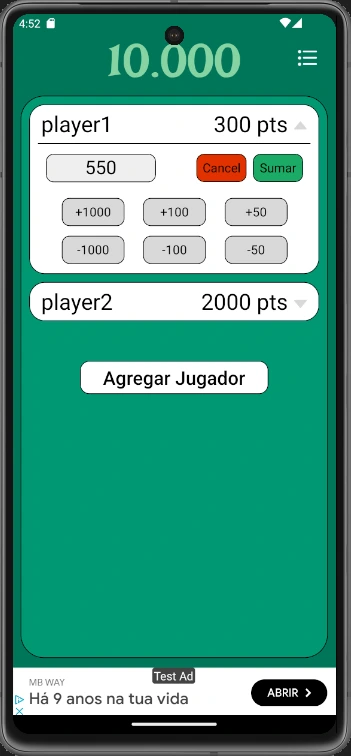 4:52
10.000
player1 300 pts
550 Cancel Sumar
+1000 +100 +50
-1000 -100 -50
player2 2000 pts
Agregar Jugador
Test Ad
MB WAY
Há 9 anos na tua vida
ABRIR